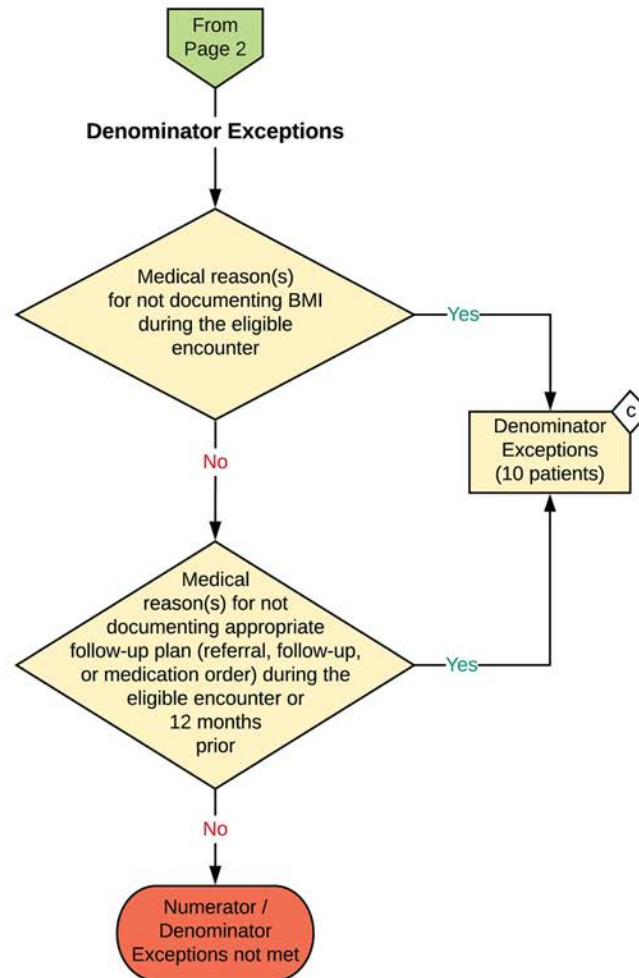 From
Page 2
Denominator Exceptions
Medical reason(s)
for not documenting BMI
during the eligible
encounter
Yes
c
Denominator
Exceptions
(10 patients)
No
Medical
reason(s) for not
documenting appropriate
follow-up plan (referral, follow-up,
or medication order) during the
eligible encounter or
12 months
prior
Yes
No
Numerator /
Denominator
Exceptions not met